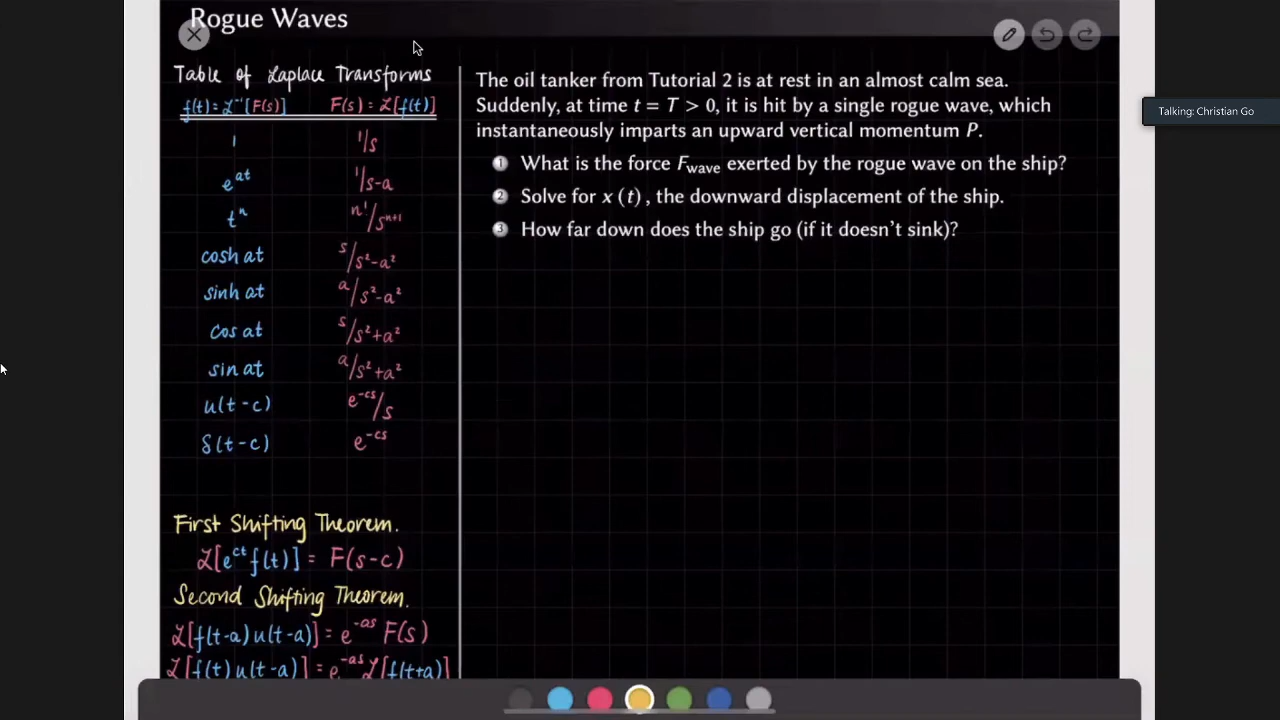 Rogue Waves
Talking: Christian Go
Table of Laplace Transforms
f(t) = ℒ⁻¹[F(s)] F(s) = ℒ[f(t)]
1 1/s
e^at 1/s-a
t^n n!/s^n+1
cosh at s/s²-a²
sinh at a/s²-a²
cos at s/s²+a²
sin at a/s²+a²
u(t-c) e^-cs/s
δ(t-c) e^-cs
First Shifting Theorem.
ℒ[e^ct f(t)] = F(s-c)
Second Shifting Theorem.
ℒ[f(t-a)u(t-a)] = e^-as F(s)
ℒ[f(t)u(t-a)] = e^-as ℒ[f(t+a)]
The oil tanker from Tutorial 2 is at rest in an almost calm sea.
Suddenly, at time t = T > 0, it is hit by a single rogue wave, which
instantaneously imparts an upward vertical momentum P.
1 What is the force F_wave exerted by the rogue wave on the ship?
2 Solve for x (t), the downward displacement of the ship.
3 How far down does the ship go (if it doesn't sink)?